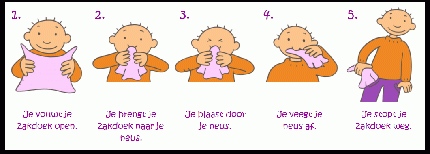 1.
2.
3.
4.
5.
Je vouwt je
zakdoek open.
Je brengt je
zakdoek naar je
neus.
Je blaast door
je neus.
Je veegt je
neus af.
Je stopt je
zakdoek weg.